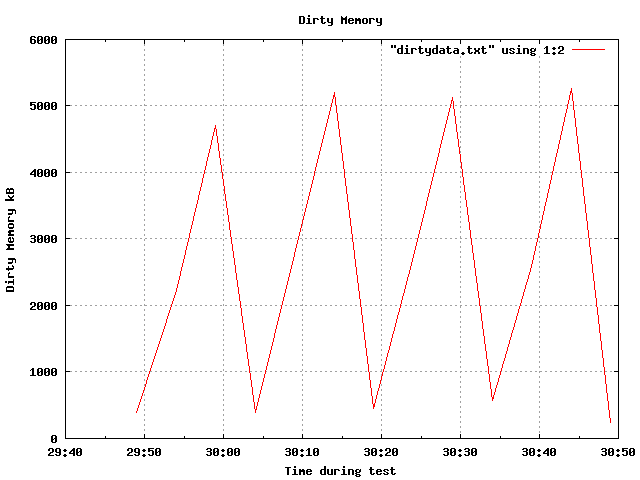 Dirty Memory
"dirtydata.txt" using 1:2
6000
5000
4000
3000
2000
1000
0
Dirty Memory kB
29:40 29:50 30:00 30:10 30:20 30:30 30:40 30:50
Time during test